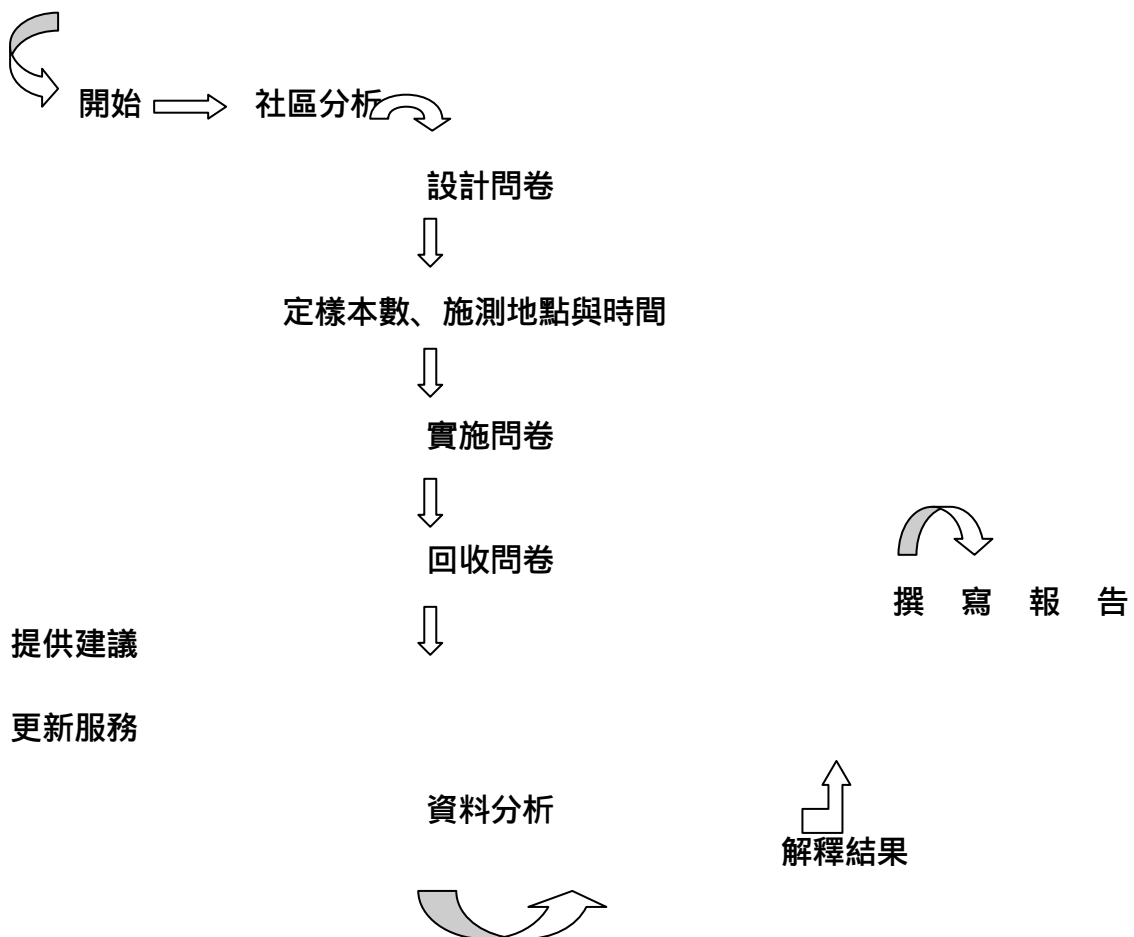 開始 社區分析
設計問卷
定樣本數、施測地點與時間
實施問卷
回收問卷
撰寫報告
提供建議
更新服務
資料分析
解釋結果